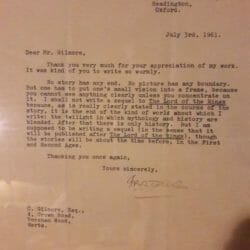 Headington,
Oxford.
July 3rd, 1961.
Dear Mr. Gilmore,
Thank you very much for your appreciation of my work.
It was kind of you to write so warmly.
No story has any end. No picture has any boundary.
But one has to put one's small vision into a frame, because
you cannot see anything clearly unless you concentrate on
it. I shall not write a sequel to The Lord of the Rings
because, as is really clearly stated in the course of the
story, it is the end of the kind of world about which I
write: the twilight in which mythology and history are
blended. After that there is only history. But I am
supposed to be writing a sequel in the sense that it
will be published after The Lord of the Rings), though
the stories will be about the time before, in the First
and Second Ages.
Thanking you once again,
Yours sincerely,
C. Gilmore, Esq.,
4, Crown Road,
Herts.